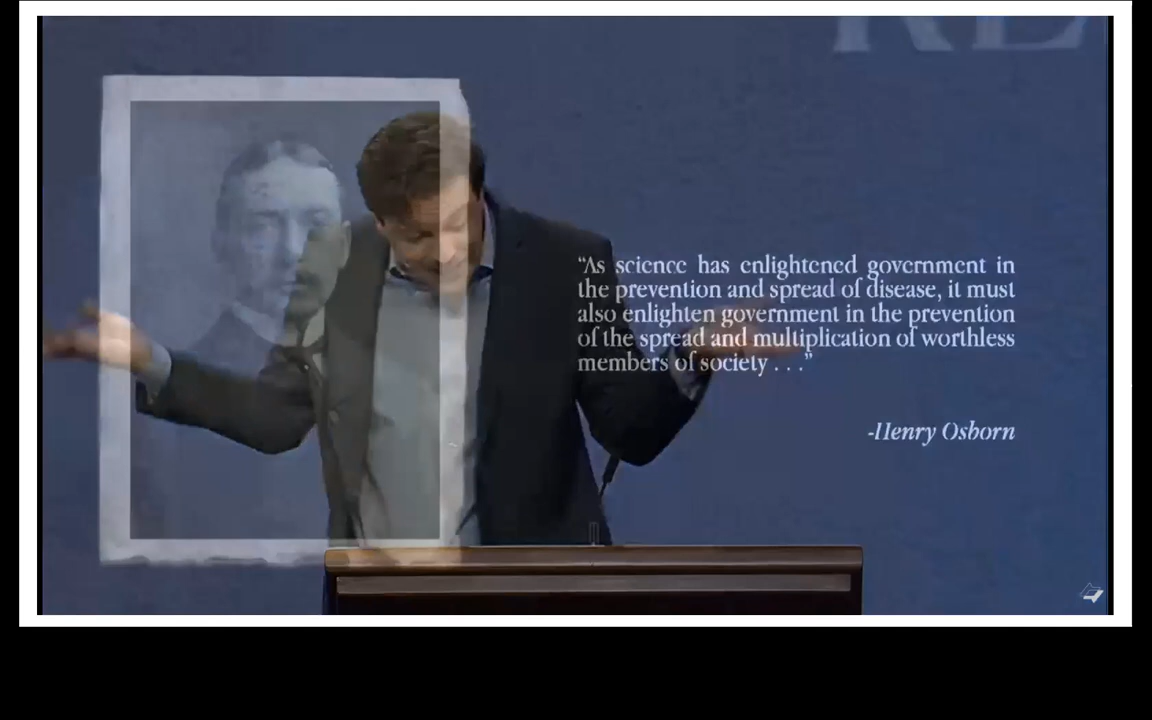 RE
“As science has enlightened government in
the prevention and spread of disease, it must
also enlighten government in the prevention
of the spread and multiplication of worthless
members of society . . .”
-Henry Osborn